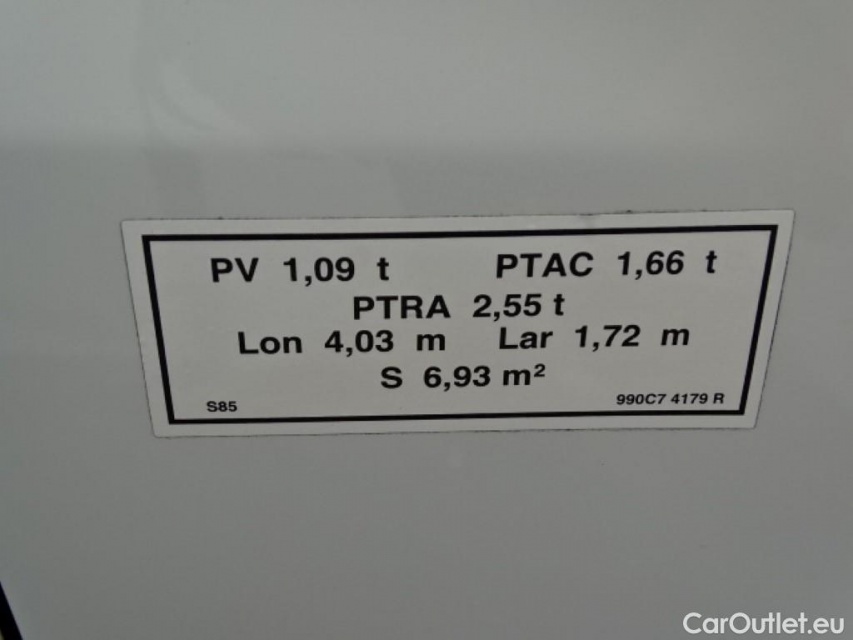 PV 1,09 t PTAC 1,66 t
PTRA 2,55 t
Lon 4,03 m Lar 1,72 m
S 6,93 m²
S85 990C7 4179 R
CarOutlet.eu